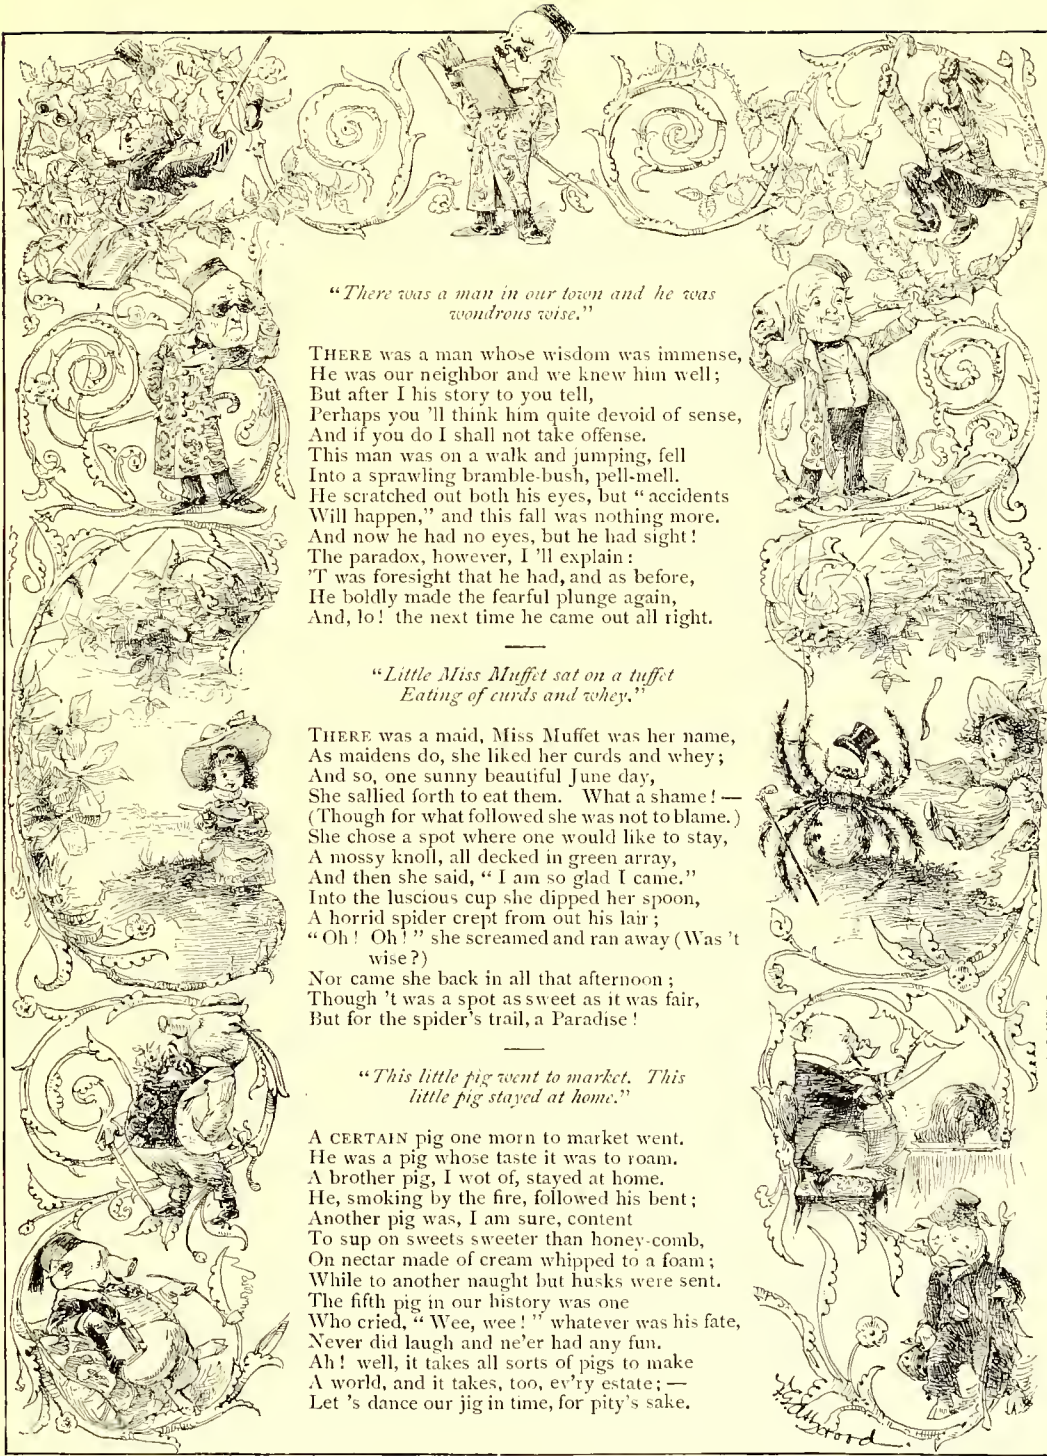 "There was a man in our town and he was
wondrous wise."
THERE was a man whose wisdom was immense,
He was our neighbor and we knew him well;
But after I his story to you tell,
Perhaps you 'll think him quite devoid of sense,
And if you do I shall not take offense.
This man was on a walk and jumping, fell
Into a sprawling bramble-bush, pell-mell.
He scratched out both his eyes, but "accidents
Will happen," and this fall was nothing more.
And now he had no eyes, but he had sight!
The paradox, however, I 'll explain:
'T was foresight that he had, and as before,
He boldly made the fearful plunge again,
And, lo! the next time he came out all right.
"Little Miss Muffet sat on a tuffet
Eating of curds and whey."
THERE was a maid, Miss Muffet was her name,
As maidens do, she liked her curds and whey;
And so, one sunny beautiful June day,
She sallied forth to eat them. What a shame! —
(Though for what followed she was not to blame.)
She chose a spot where one would like to stay,
A mossy knoll, all decked in green array,
And then she said, "I am so glad I came."
Into the luscious cup she dipped her spoon,
A horrid spider crept from out his lair;
"Oh! Oh!" she screamed and ran away (Was 't
wise?)
Nor came she back in all that afternoon;
Though 't was a spot as sweet as it was fair,
But for the spider's trail, a Paradise!
"This little pig went to market. This
little pig stayed at home."
A CERTAIN pig one morn to market went.
He was a pig whose taste it was to roam.
A brother pig, I wot of, stayed at home.
He, smoking by the fire, followed his bent;
Another pig was, I am sure, content
To sup on sweets sweeter than honey-comb,
On nectar made of cream whipped to a foam;
While to another naught but husks were sent.
The fifth pig in our history was one
Who cried, "Wee, wee!" whatever was his fate,
Never did laugh and ne'er had any fun.
Ah! well, it takes all sorts of pigs to make
A world, and it takes, too, ev'ry estate; —
Let 's dance our jig in time, for pity's sake.